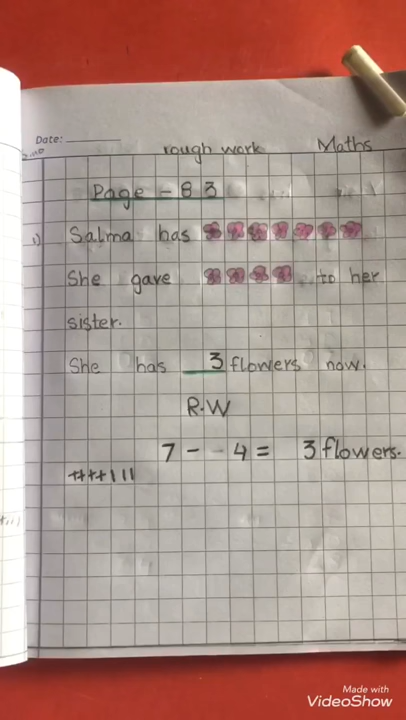 Date:
rough work Maths
Page - 83
1) Salma has
She gave to her
sister.
She has 3 flowers now.
R.W
7 - 4 = 3 flowers.
Made with
VideoShow